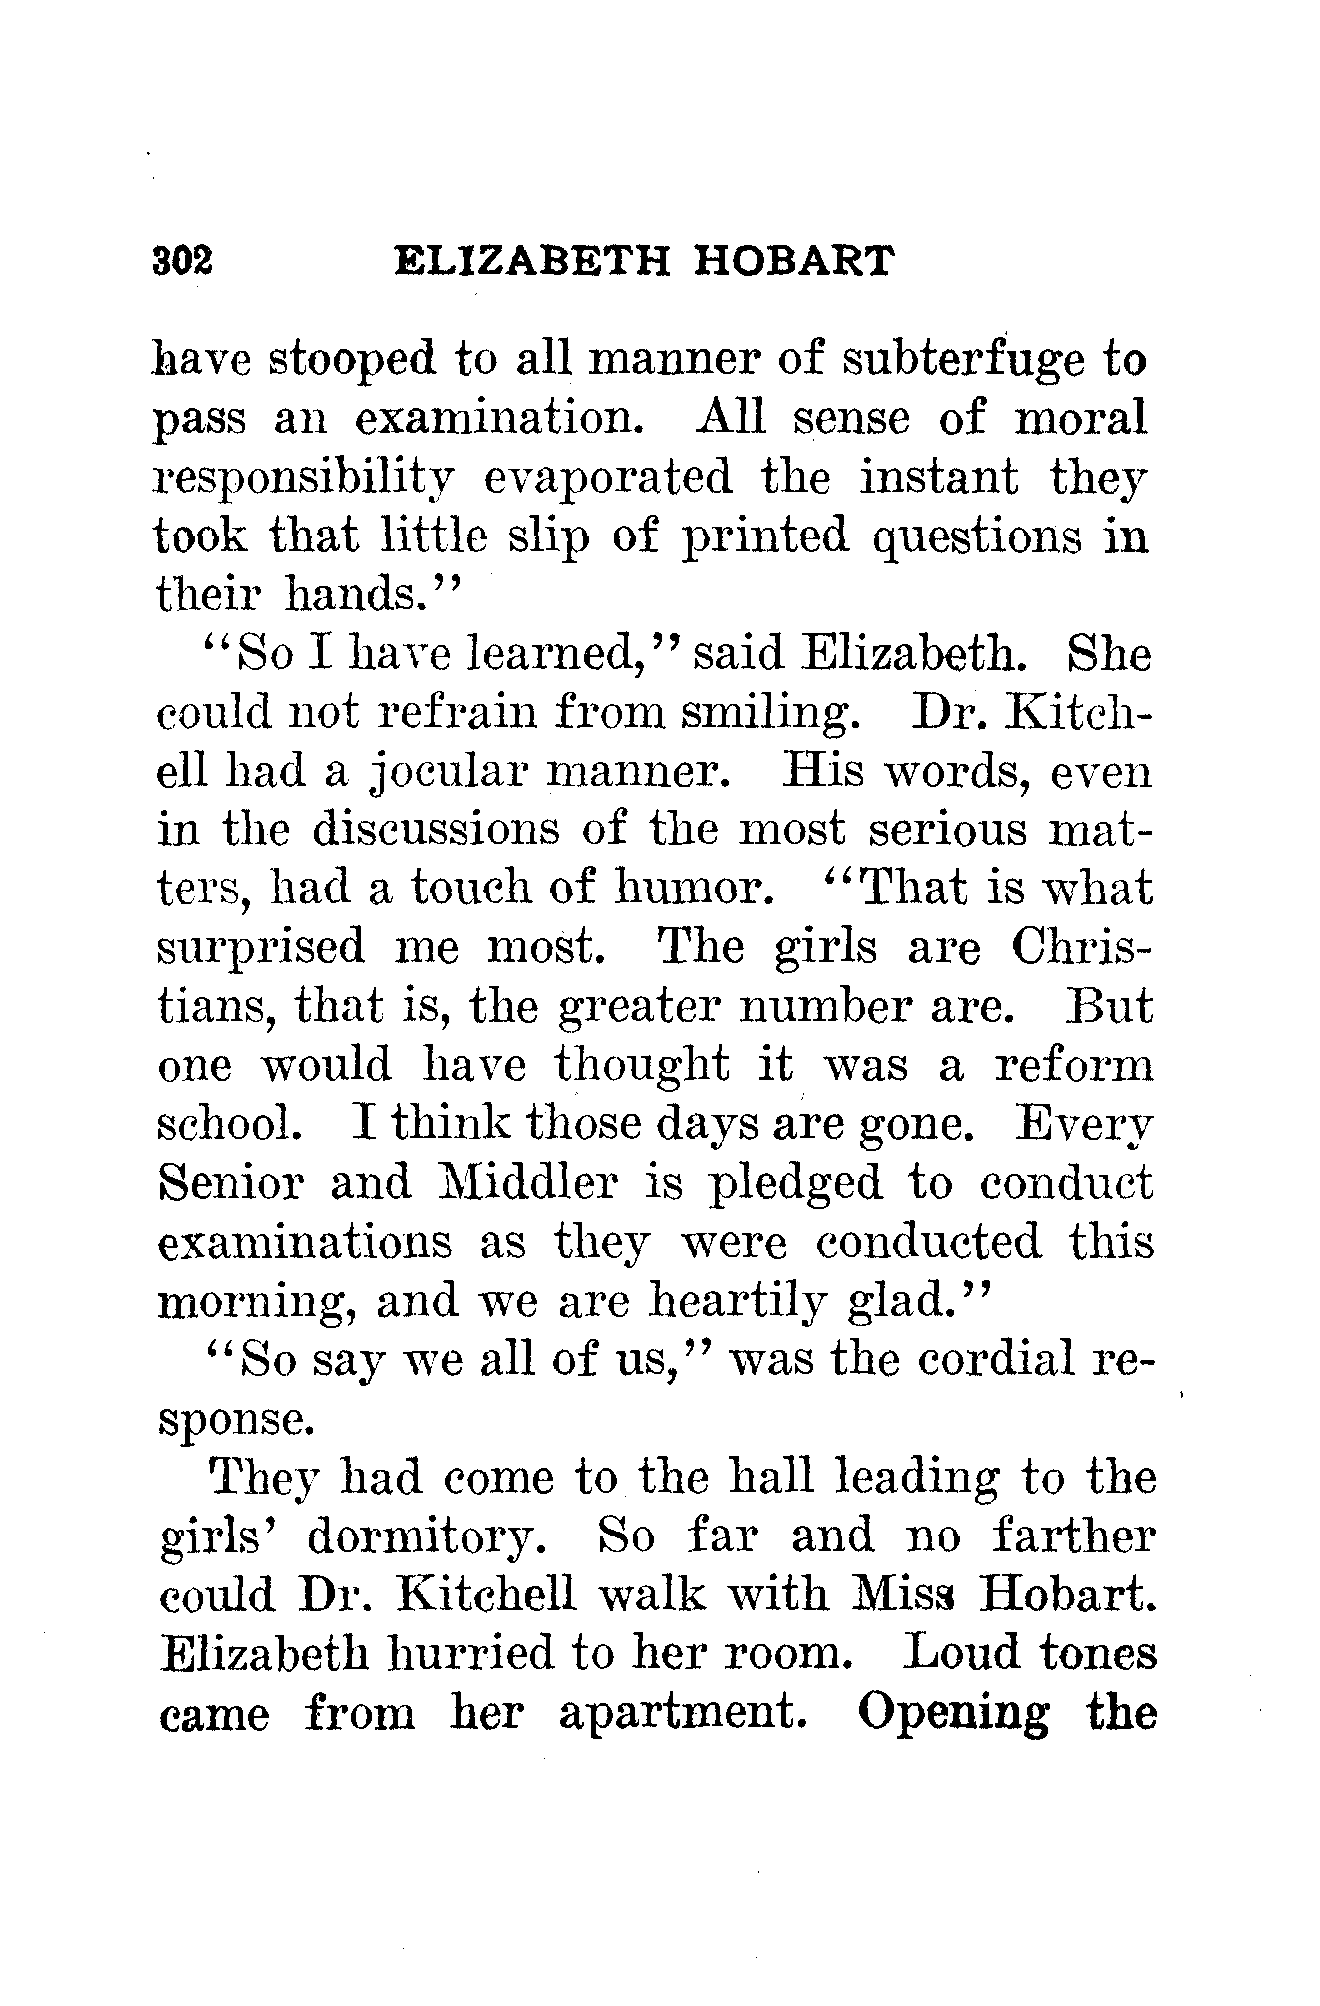 302 ELIZABETH HOBART
have stooped to all manner of subterfuge to
pass an examination. All sense of moral
responsibility evaporated the instant they
took that little slip of printed questions in
their hands."
"So I have learned," said Elizabeth. She
could not refrain from smiling. Dr. Kitch-
ell had a jocular manner. His words, even
in the discussions of the most serious mat-
ters, had a touch of humor. "That is what
surprised me most. The girls are Chris-
tians, that is, the greater number are. But
one would have thought it was a reform
school. I think those days are gone. Every
Senior and Middler is pledged to conduct
examinations as they were conducted this
morning, and we are heartily glad."
"So say we all of us," was the cordial re-
sponse.
They had come to the hall leading to the
girls' dormitory. So far and no farther
could Dr. Kitchell walk with Miss Hobart.
Elizabeth hurried to her room. Loud tones
came from her apartment. Opening the